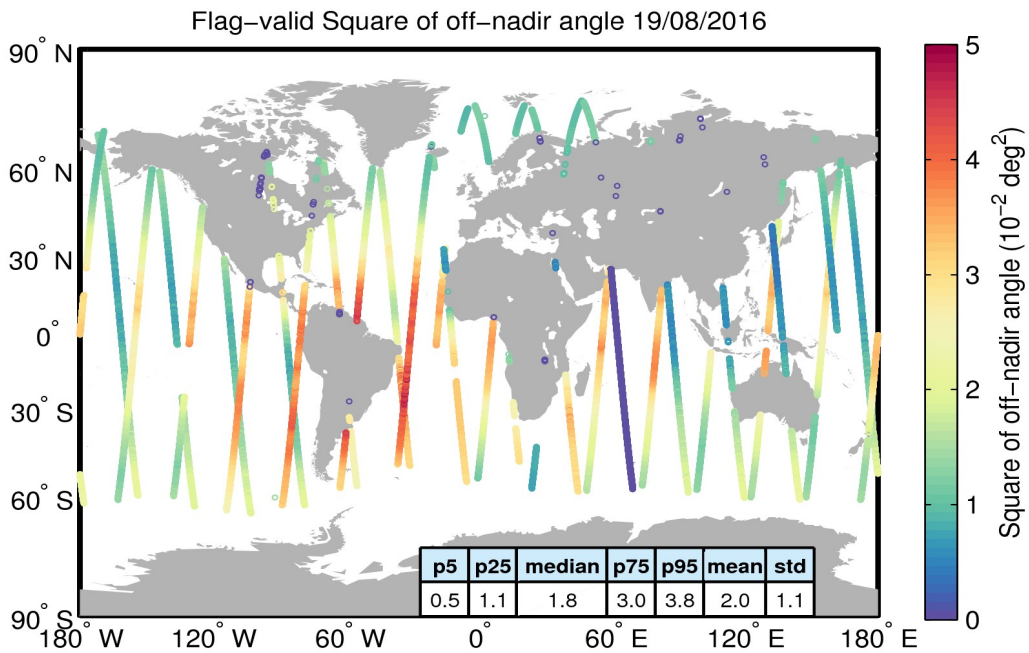 Flag-valid Square of off-nadir angle 19/08/2016
90° N
60° N
30° N
0°
30° S
60° S
90° S
180° W
120° W
60° W
0°
60° E
120° E
180° E
p5 p25 median p75 p95 mean std
0.5 1.1 1.8 3.0 3.8 2.0 1.1
5
4
3
2
1
0
Square of off-nadir angle (10⁻² deg²)